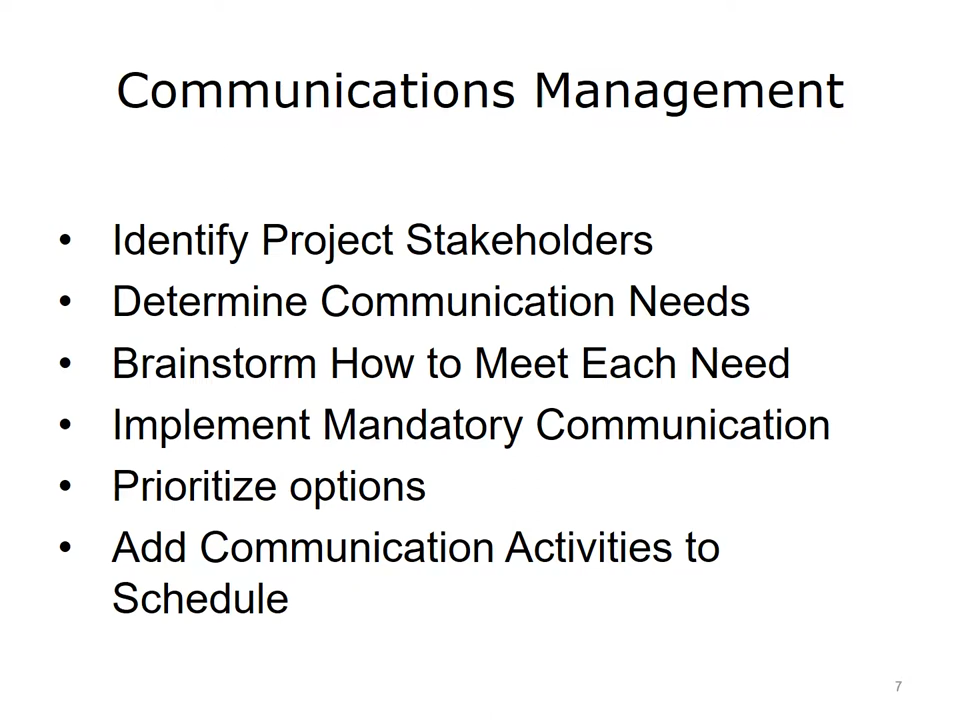 Communications Management
• Identify Project Stakeholders
• Determine Communication Needs
• Brainstorm How to Meet Each Need
• Implement Mandatory Communication
• Prioritize options
• Add Communication Activities to
Schedule
7